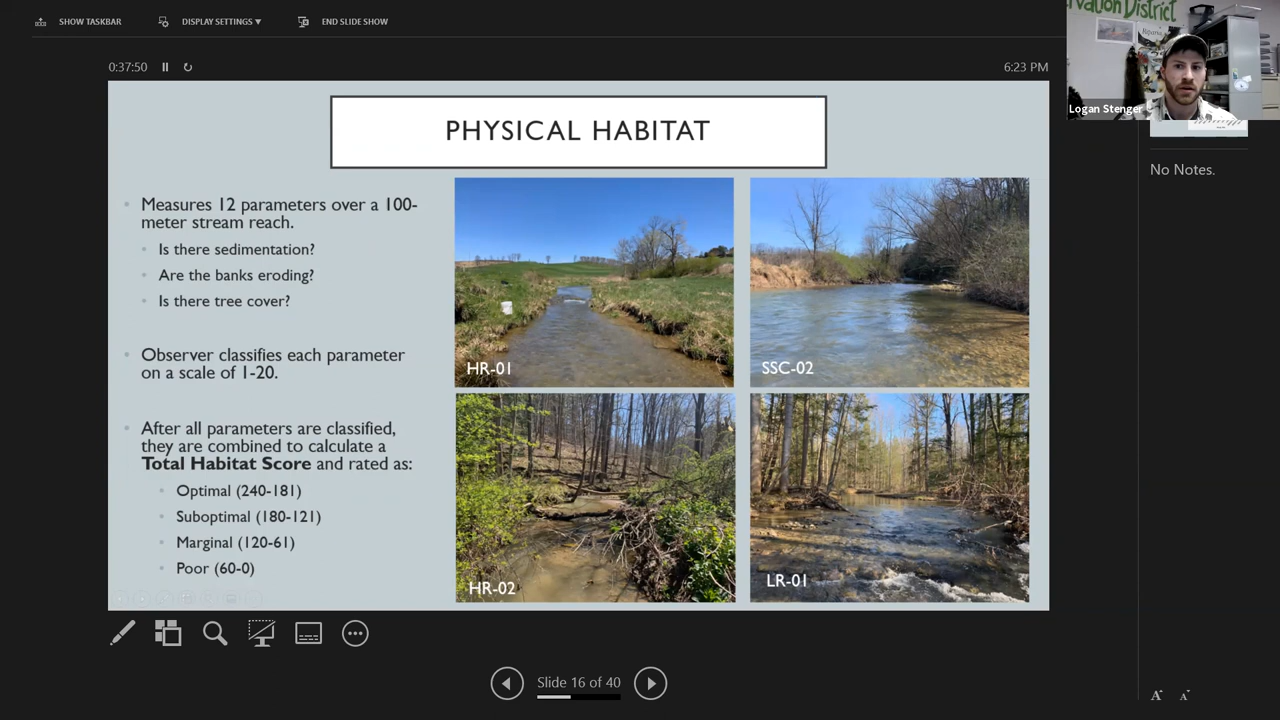 SHOW TASKBAR
DISPLAY SETTINGS
END SLIDE SHOW
0:37:50
6:23 PM
vation District
Logan Stenger
No Notes.
PHYSICAL HABITAT
Measures 12 parameters over a 100-
meter stream reach.
Is there sedimentation?
Are the banks eroding?
Is there tree cover?
Observer classifies each parameter
on a scale of 1-20.
After all parameters are classified,
they are combined to calculate a
Total Habitat Score and rated as:
Optimal (240-181)
Suboptimal (180-121)
Marginal (120-61)
Poor (60-0)
HR-01
SSC-02
HR-02
LR-01
Slide 16 of 40
A
A